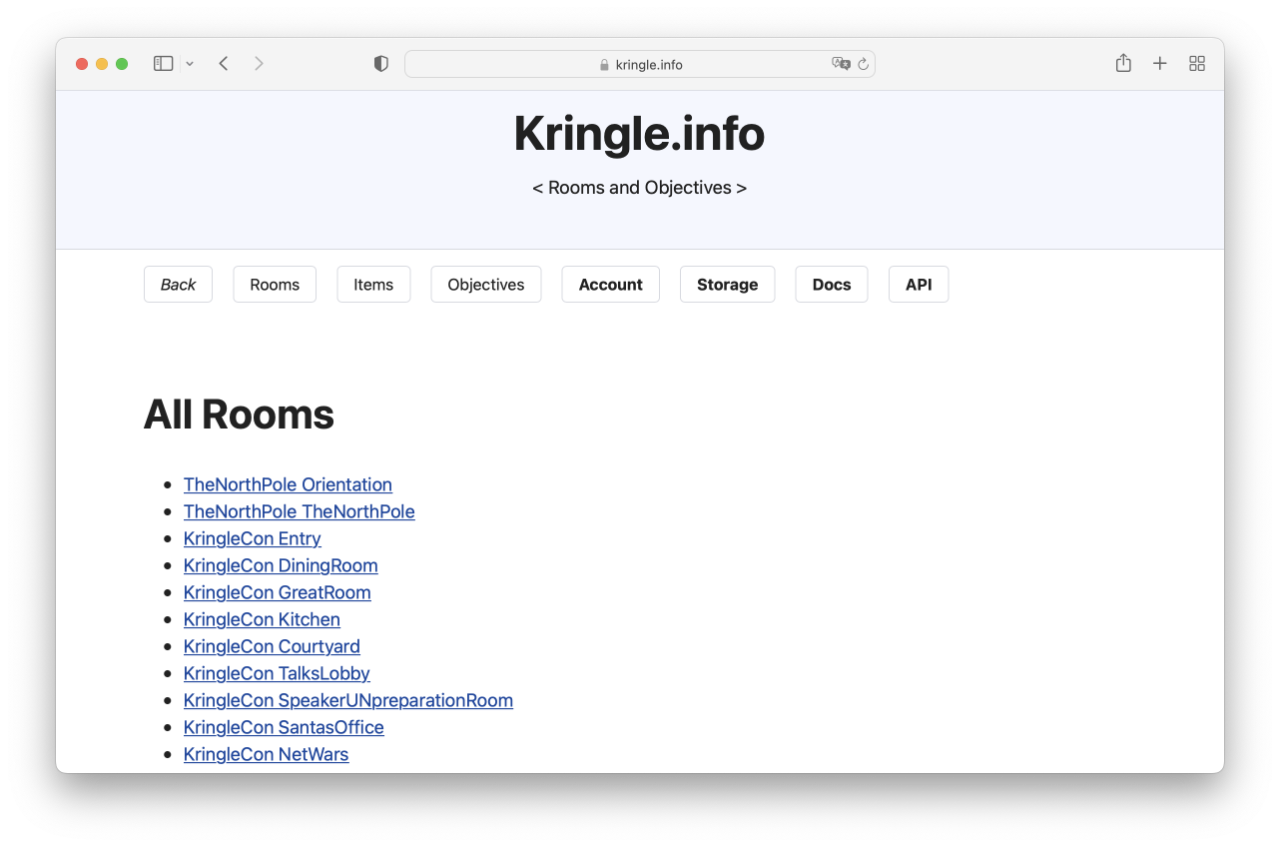 kringle.info
Kringle.info
< Rooms and Objectives >
Back Rooms Items Objectives Account Storage Docs API
All Rooms
TheNorthPole Orientation
TheNorthPole TheNorthPole
KringleCon Entry
KringleCon DiningRoom
KringleCon GreatRoom
KringleCon Kitchen
KringleCon Courtyard
KringleCon TalksLobby
KringleCon SpeakerUNpreparationRoom
KringleCon SantasOffice
KringleCon NetWars